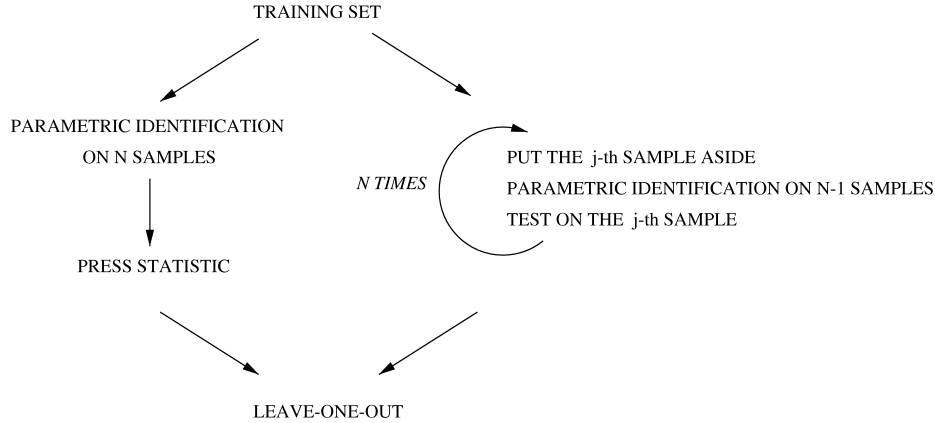 TRAINING SET
PARAMETRIC IDENTIFICATION
ON N SAMPLES
PRESS STATISTIC
N TIMES
PUT THE j-th SAMPLE ASIDE
PARAMETRIC IDENTIFICATION ON N-1 SAMPLES
TEST ON THE j-th SAMPLE
LEAVE-ONE-OUT